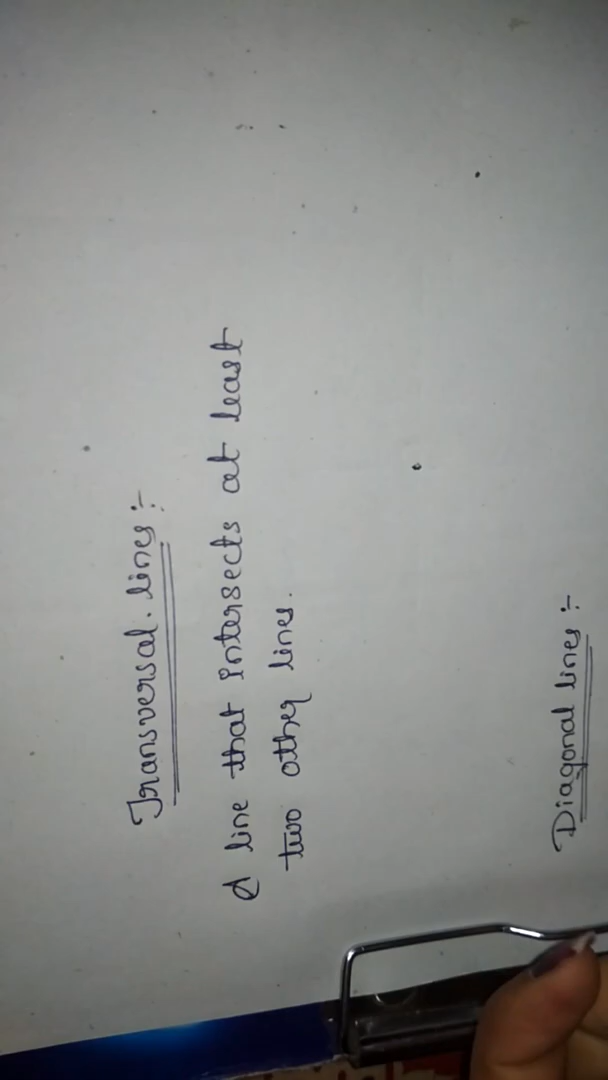 Transversal. lines:-
A line that Intersects at least
two other lines.
Diagonal lines:-